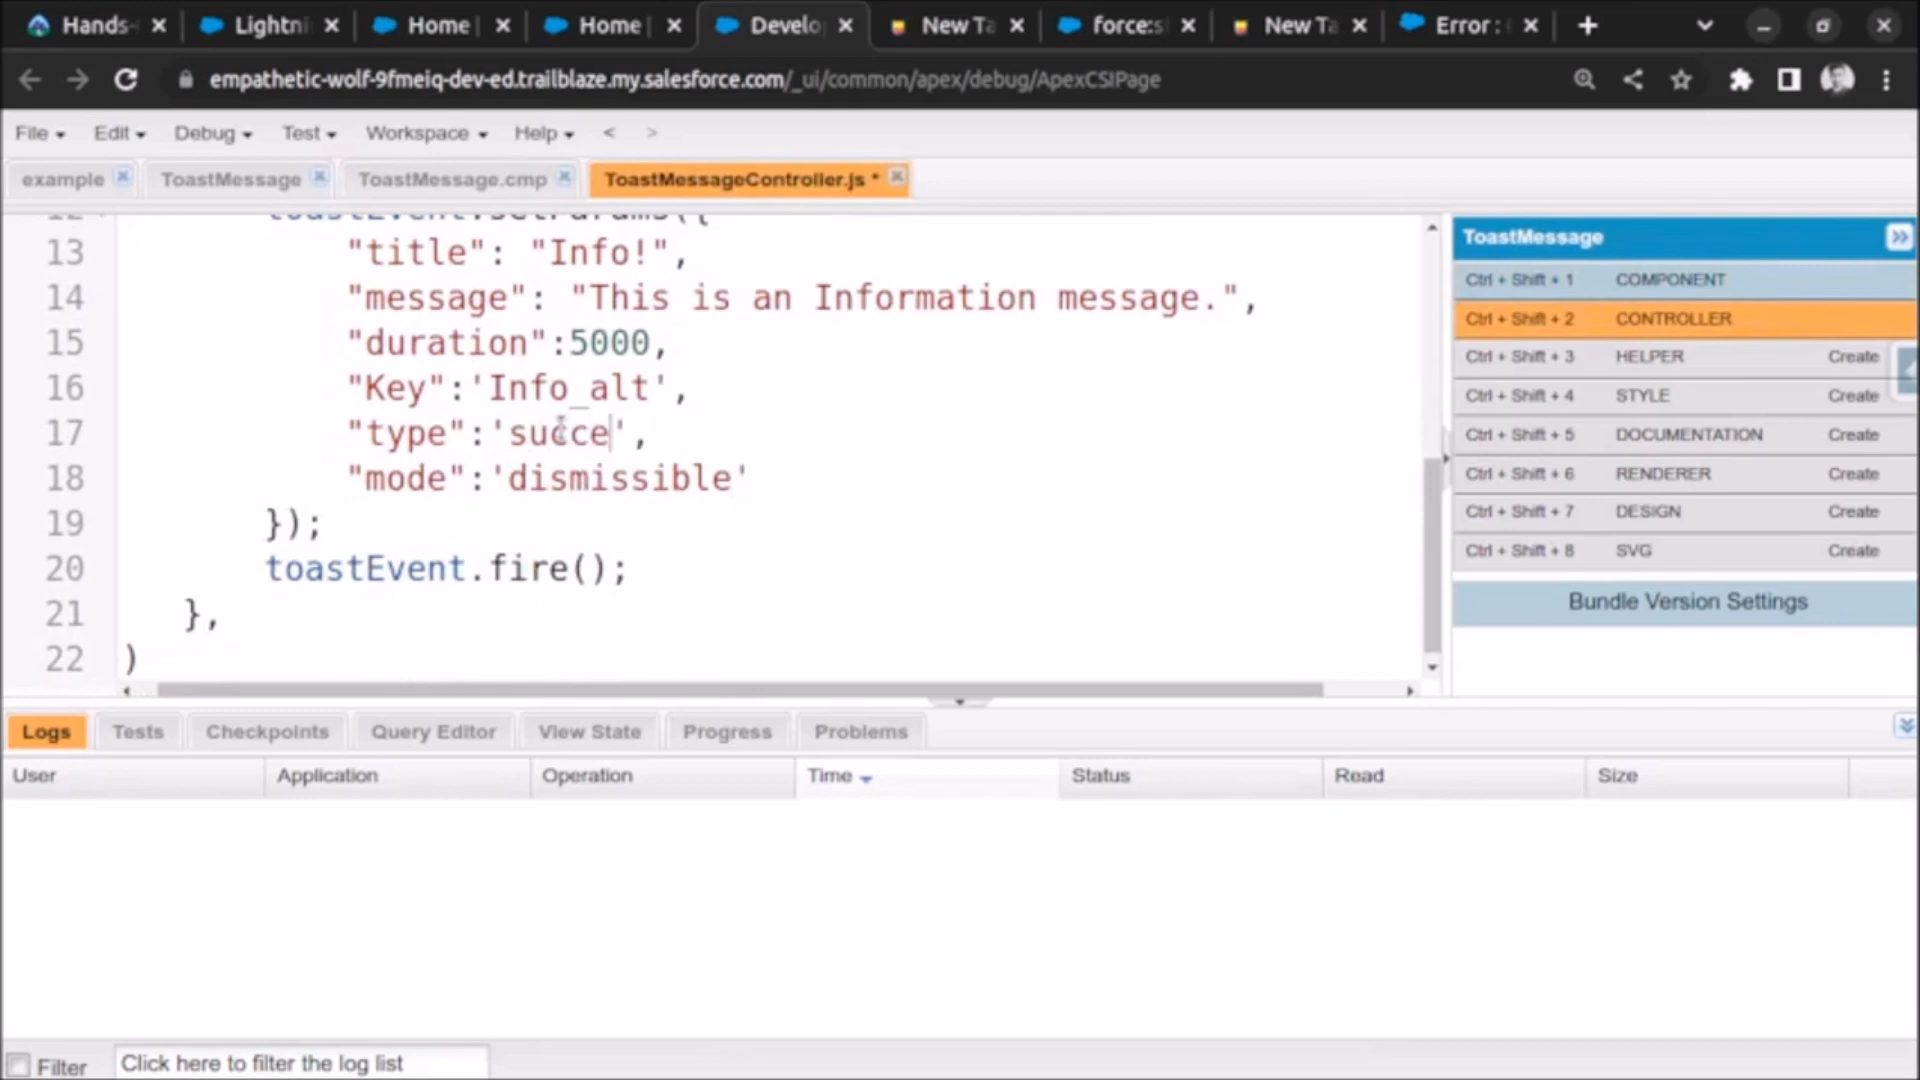 Hands- Lightni Home Home Develo New Ta force:s New Ta Error :
empathetic-wolf-9fmeiq-dev-ed.trailblaze.my.salesforce.com/_ui/common/apex/debug/ApexCSIPage
File Edit Debug Test Workspace Help < >
example ToastMessage ToastMessage.cmp ToastMessageController.js *
12 toastEvent.setParams({
13 "title": "Info!",
14 "message": "This is an Information message.",
15 "duration":5000,
16 "Key":'Info_alt',
17 "type":'succe',
18 "mode":'dismissible'
19 });
20 toastEvent.fire();
21 },
22 )
ToastMessage
Ctrl + Shift + 1 COMPONENT
Ctrl + Shift + 2 CONTROLLER
Ctrl + Shift + 3 HELPER Create
Ctrl + Shift + 4 STYLE Create
Ctrl + Shift + 5 DOCUMENTATION Create
Ctrl + Shift + 6 RENDERER Create
Ctrl + Shift + 7 DESIGN Create
Ctrl + Shift + 8 SVG Create
Bundle Version Settings
Logs Tests Checkpoints Query Editor View State Progress Problems
User Application Operation Time Status Read Size
Filter Click here to filter the log list